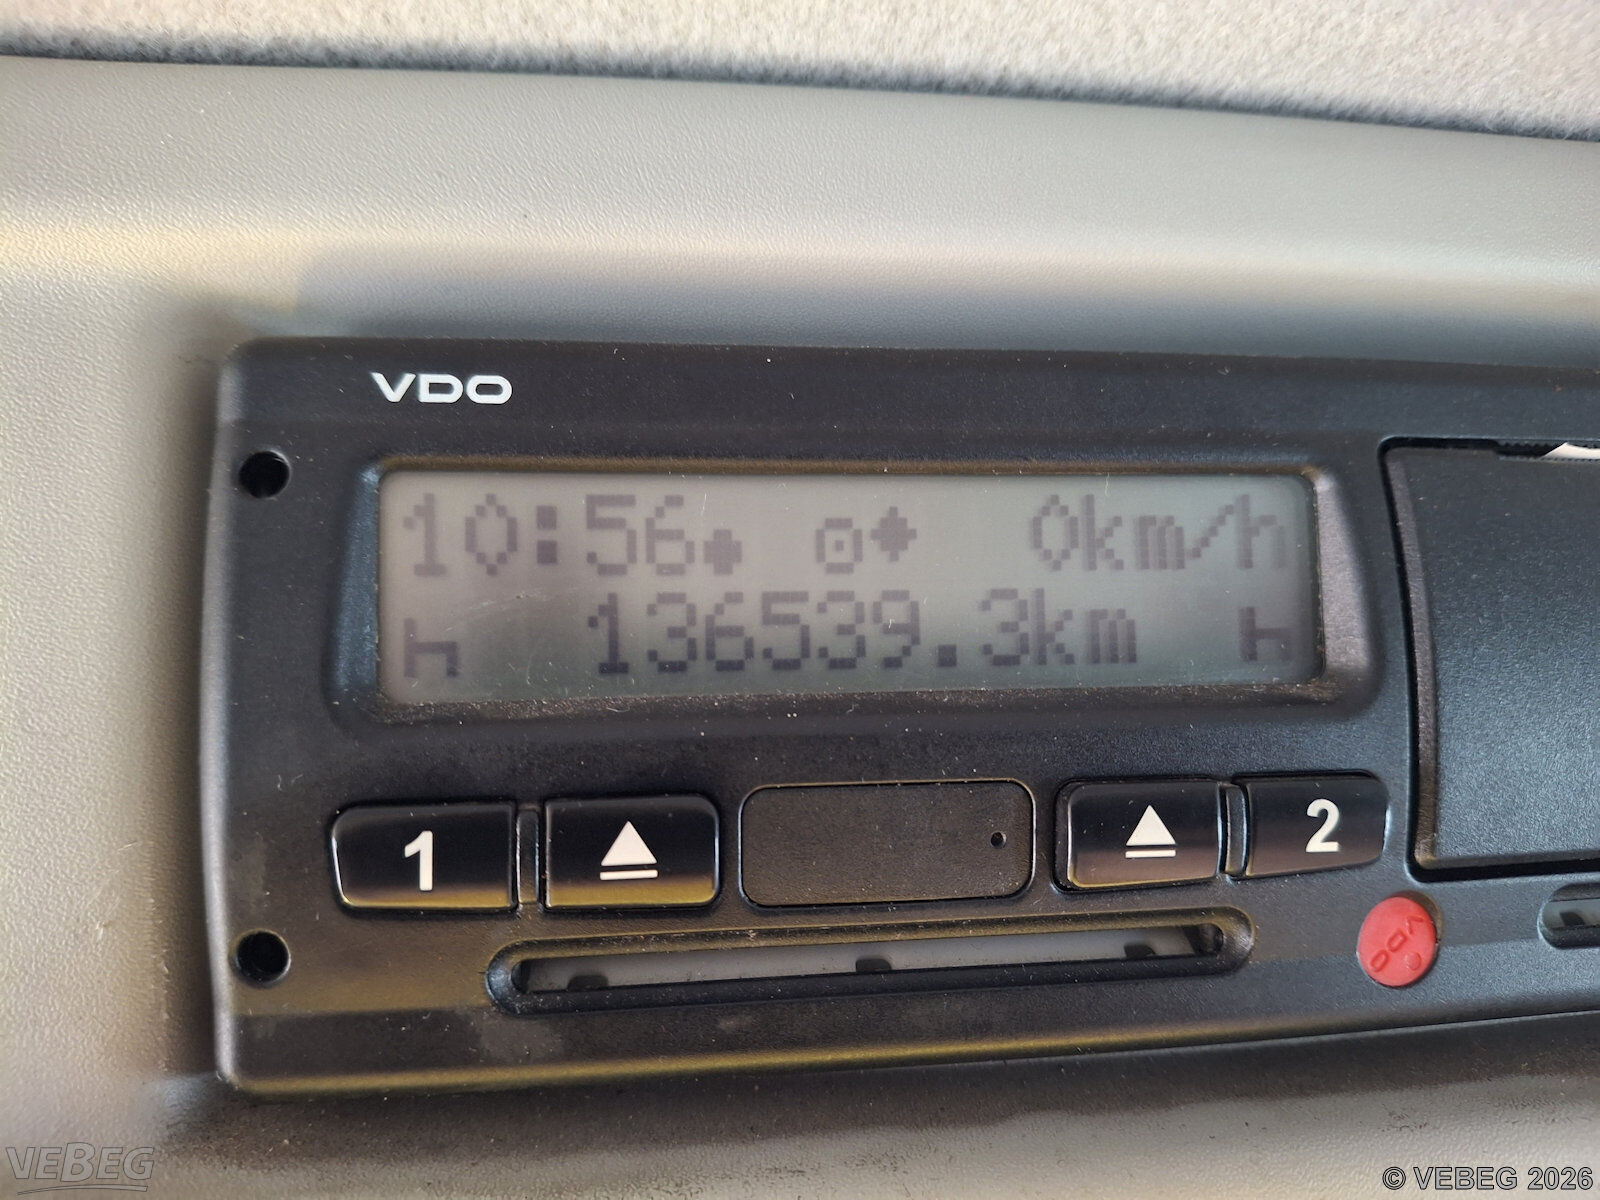 VDO
10:56 0km/h
136539.3km
1 2
VDO
VEBEG
© VEBEG 2026